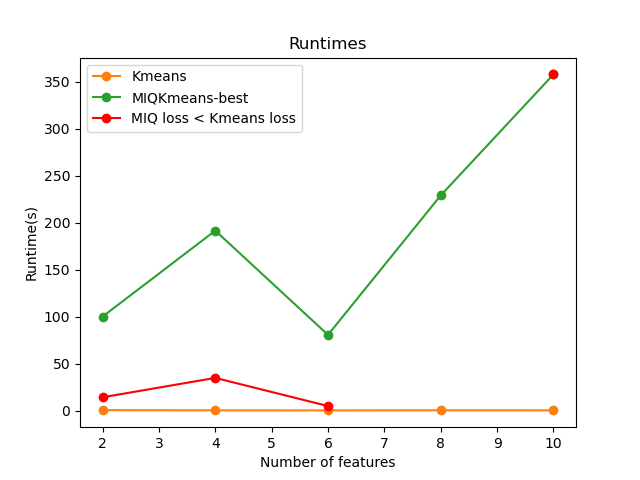 Runtimes
Kmeans
MIQKmeans-best
MIQ loss < Kmeans loss
Runtime(s)
350
300
250
200
150
100
50
0
2 3 4 5 6 7 8 9 10
Number of features